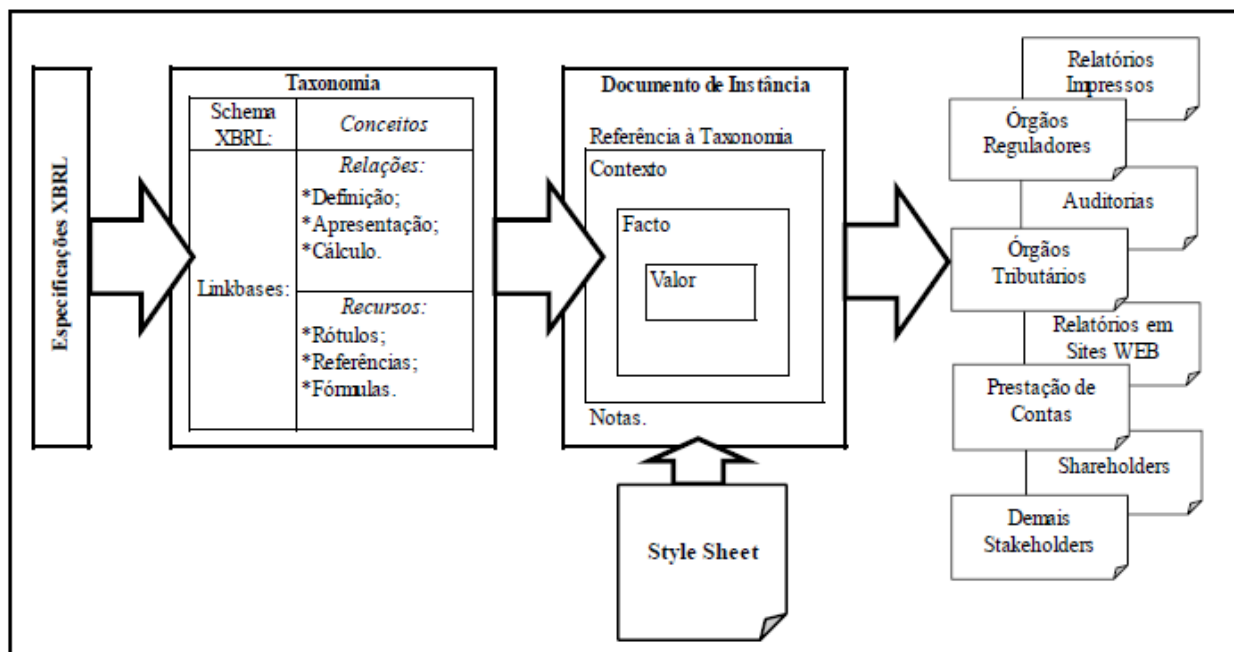 Especificações XBRL
Taxonomia
Schema
XBRL:
Conceitos
Linkbases:
Relações:
*Definição;
*Apresentação;
*Cálculo.
Recursos:
*Rótulos;
*Referências;
*Fórmulas.
Documento de Instância
Referência à Taxonomia
Contexto
Facto
Valor
Notas.
Style Sheet
Relatórios
Impressos
Órgãos
Reguladores
Auditorias
Órgãos
Tributários
Relatórios em
Sites WEB
Prestação de
Contas
Shareholders
Demais
Stakeholders